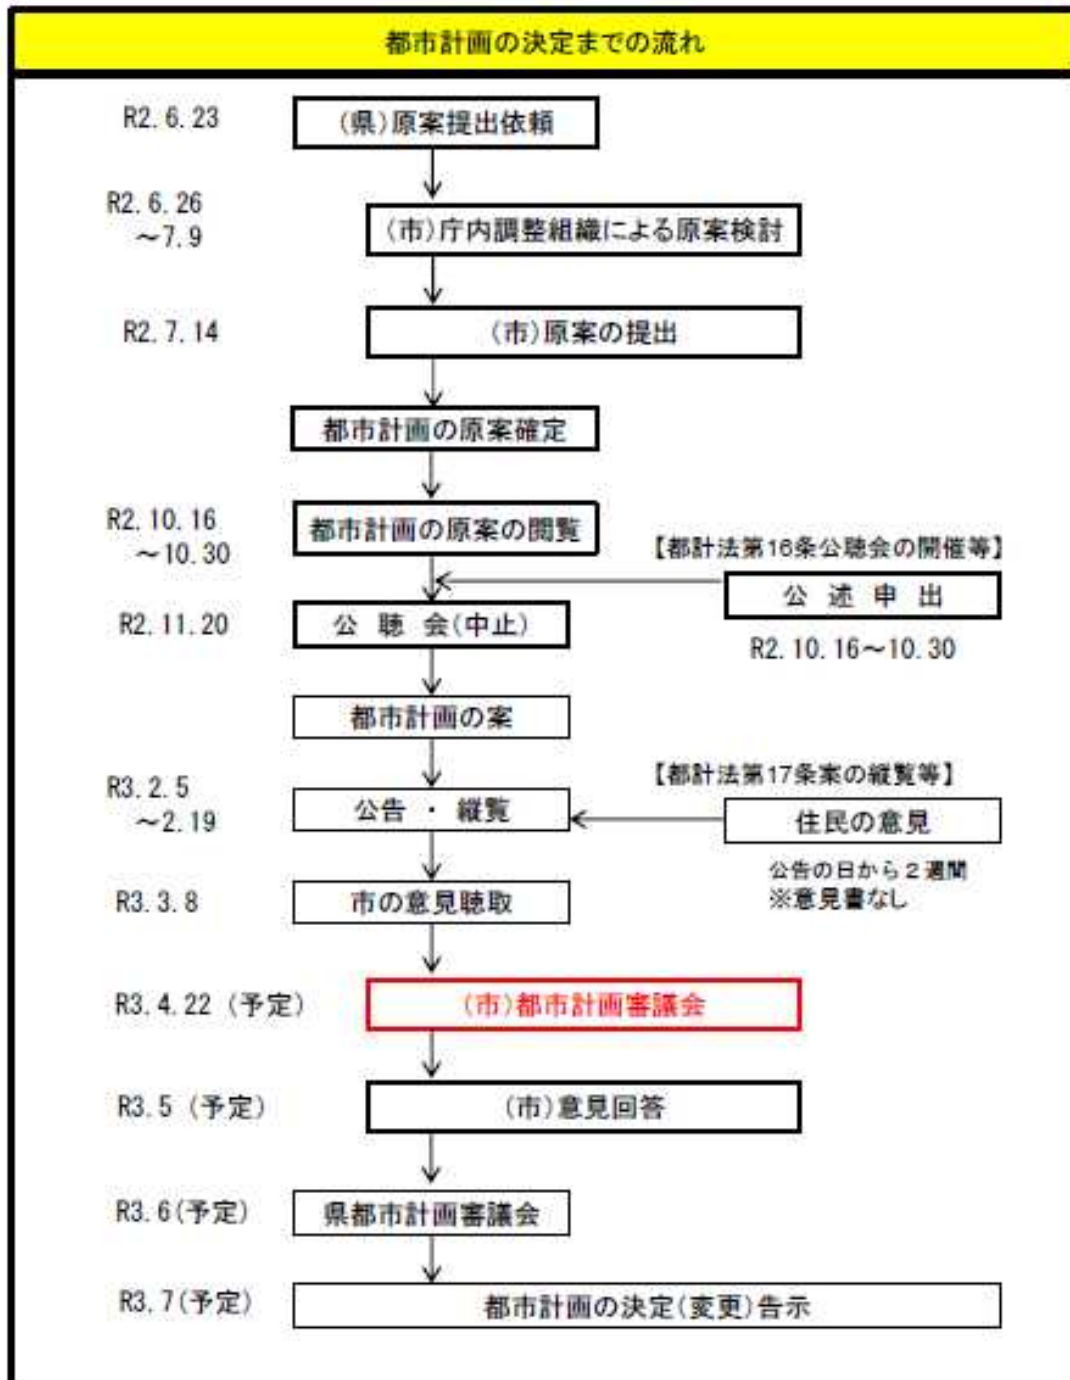 都市計画の決定までの流れ
R2.6.23
(県)原案提出依頼
R2.6.26
～7.9
(市)庁内調整組織による原案検討
R2.7.14
(市)原案の提出
都市計画の原案確定
R2.10.16
～10.30
都市計画の原案の閲覧
【都計法第16条公聴会の開催等】
公 述 申 出
R2.10.16～10.30
R2.11.20
公 聴 会(中止)
都市計画の案
R3.2.5
～2.19
公告 ・ 縦覧
【都計法第17条案の縦覧等】
住民の意見
公告の日から２週間
※意見書なし
R3.3.8
市の意見聴取
R3.4.22 (予定)
(市)都市計画審議会
R3.5 (予定)
(市)意見回答
R3.6(予定)
県都市計画審議会
R3.7(予定)
都市計画の決定(変更)告示